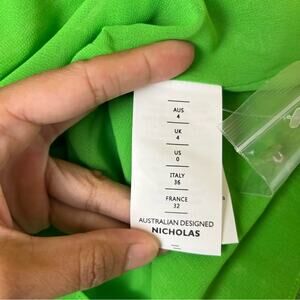 AUS
4
UK
4
US
0
ITALY
36
FRANCE
32
AUSTRALIAN DESIGNED
NICHOLAS